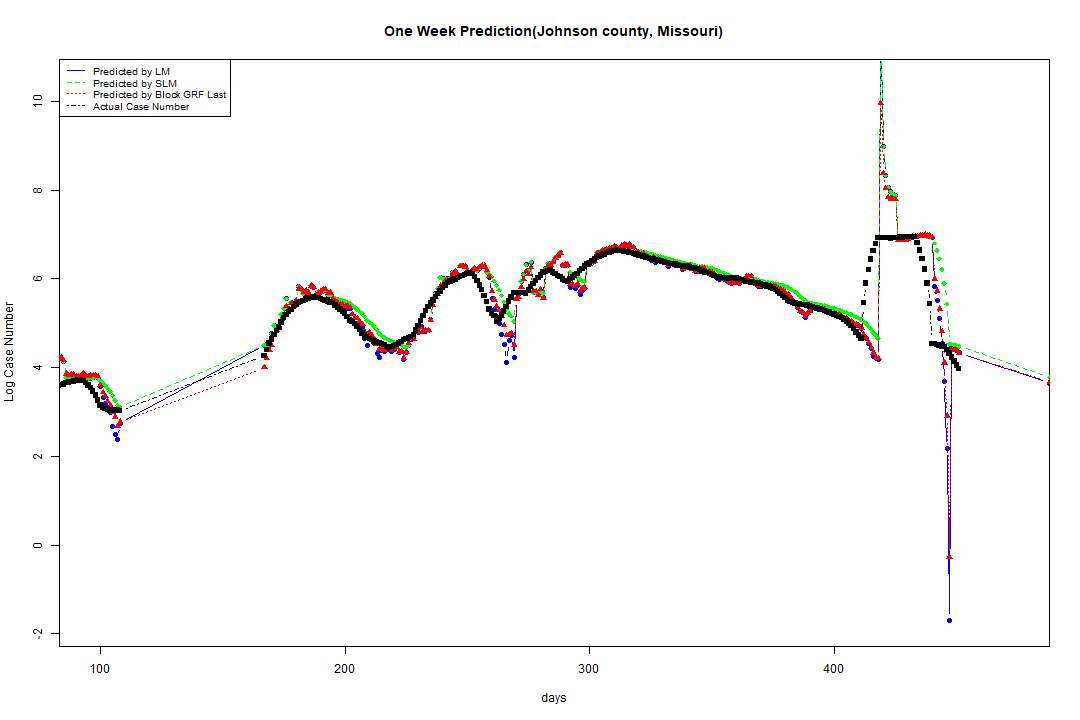 One Week Prediction(Johnson county, Missouri)
Predicted by LM
Predicted by SLM
Predicted by Block GRF Last
Actual Case Number
Log Case Number
10
8
6
4
2
0
-2
100 200 300 400
days